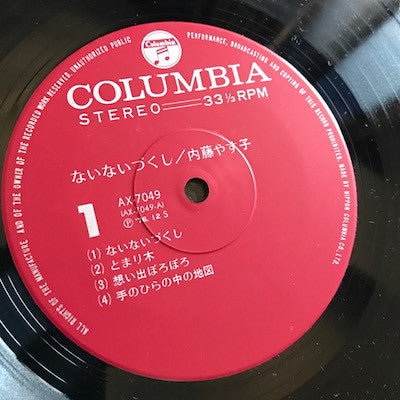 Columbia
COLUMBIA
STEREO 33 1/3 RPM
ないないづくし/内藤やす子
1
AX-7049
(AX-7049-A)
Ⓟ '78. 12 S
(1) ないないづくし
(2) とまり木
(3) 想い出ぼろぼろ
(4) 手のひらの中の地図
ALL RIGHTS OF THE MANUFACTURER AND OF THE OWNER OF THE RECORDED WORK RESERVED. UNAUTHORIZED PUBLIC PERFORMANCE, BROADCASTING AND COPYING OF THIS RECORD PROHIBITED. MADE BY NIPPON COLUMBIA CO.,LTD.